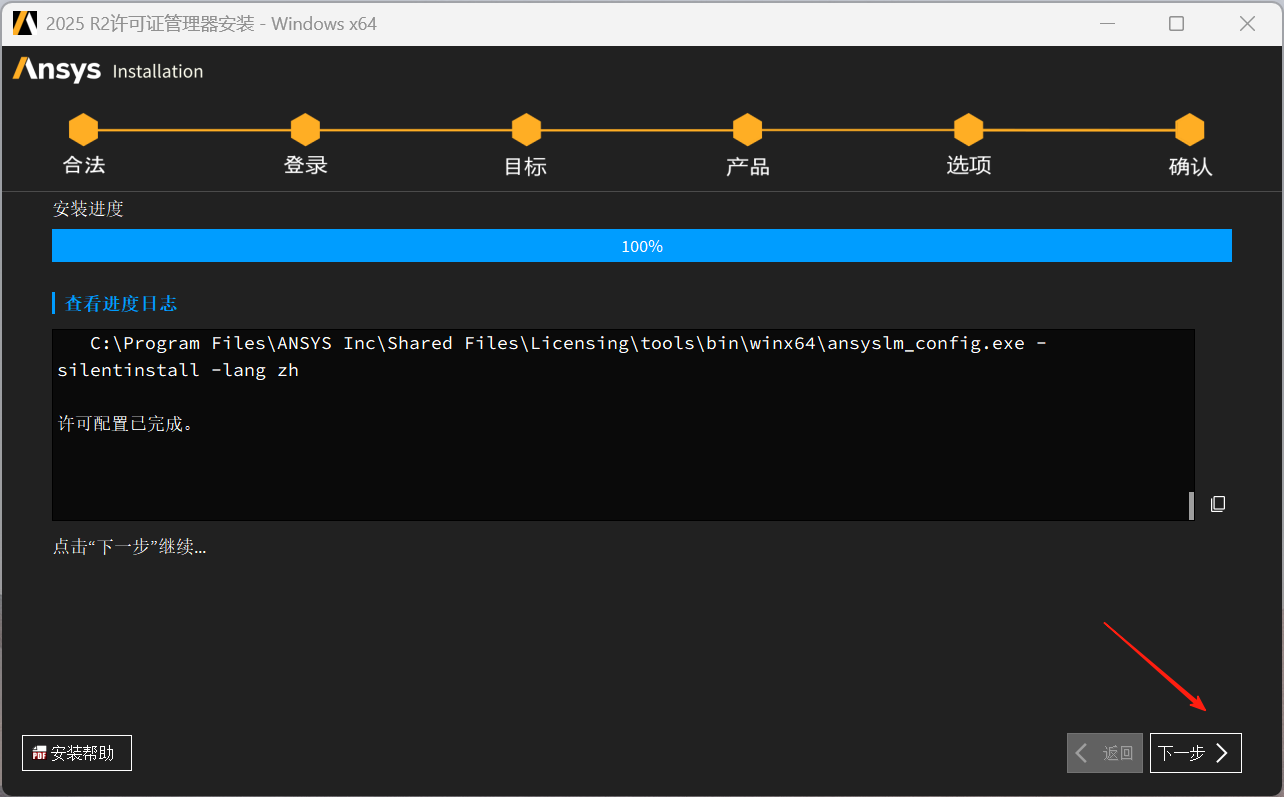 2025 R2许可证管理器安装 - Windows x64
Ansys Installation
合法 登录 目标 产品 选项 确认
安装进度
100%
查看进度日志
C:\Program Files\ANSYS Inc\Shared Files\Licensing\tools\bin\winx64\ansyslm_config.exe -
silentinstall -lang zh
许可配置已完成。
点击“下一步”继续...
PDF 安装帮助
返回 下一步